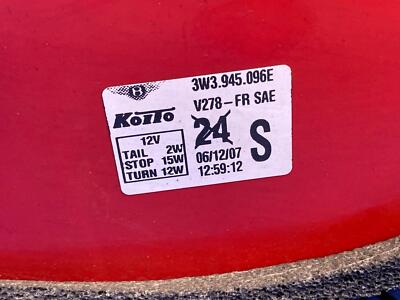 3W3.945.096E
B
V278-FR SAE
KOITO
12V
TAIL 2W
STOP 15W
TURN 12W
24
S
06/12/07
12:59:12